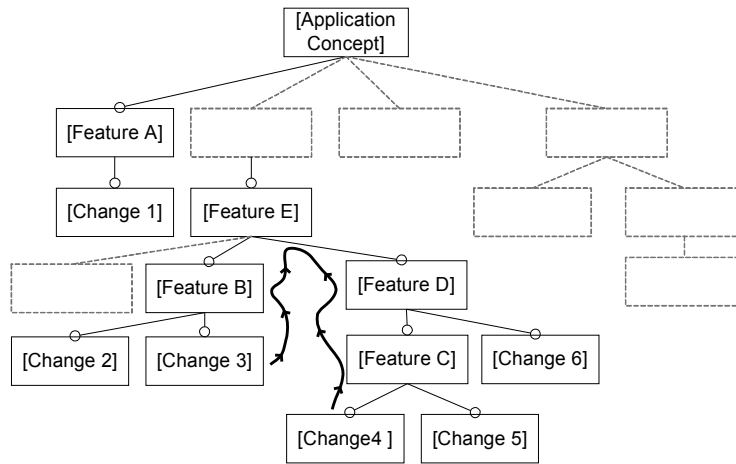 [Application
Concept]
[Feature A]
[Change 1]
[Feature E]
[Feature B]
[Feature D]
[Change 2]
[Change 3]
[Feature C]
[Change 6]
[Change4 ]
[Change 5]